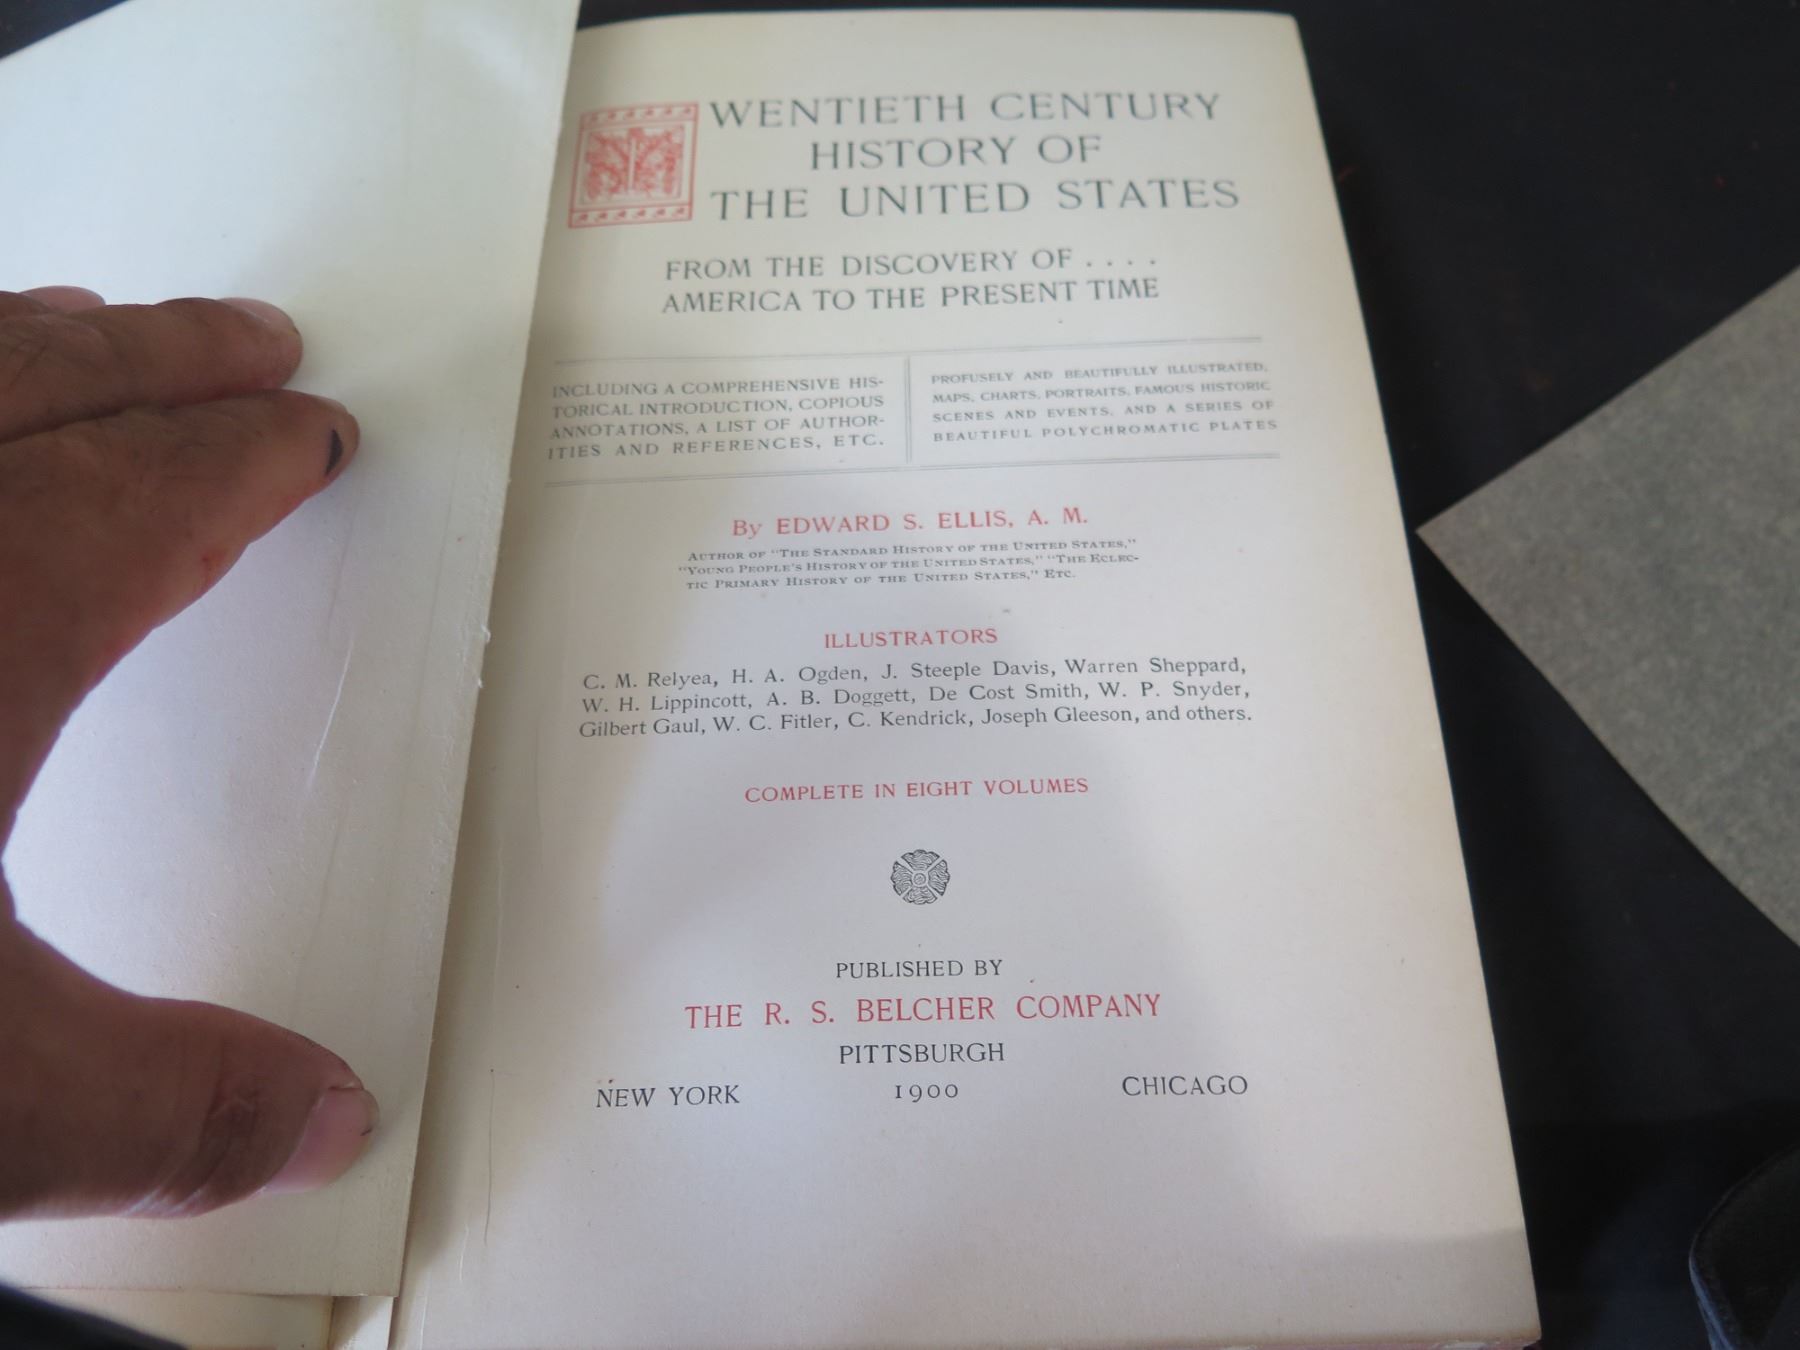 TWENTIETH CENTURY
HISTORY OF
THE UNITED STATES
FROM THE DISCOVERY OF . . . .
AMERICA TO THE PRESENT TIME
INCLUDING A COMPREHENSIVE HIS-
TORICAL INTRODUCTION, COPIOUS
ANNOTATIONS, A LIST OF AUTHOR-
ITIES AND REFERENCES, ETC.
PROFUSELY AND BEAUTIFULLY ILLUSTRATED,
MAPS, CHARTS, PORTRAITS, FAMOUS HISTORIC
SCENES AND EVENTS, AND A SERIES OF
BEAUTIFUL POLYCHROMATIC PLATES
By EDWARD S. ELLIS, A. M.
AUTHOR OF "THE STANDARD HISTORY OF THE UNITED STATES,"
"YOUNG PEOPLE'S HISTORY OF THE UNITED STATES," "THE ECLEC-
TIC PRIMARY HISTORY OF THE UNITED STATES," ETC.
ILLUSTRATORS
C. M. Relyea, H. A. Ogden, J. Steeple Davis, Warren Sheppard,
W. H. Lippincott, A. B. Doggett, De Cost Smith, W. P. Snyder,
Gilbert Gaul, W. C. Fitler, C. Kendrick, Joseph Gleeson, and others.
COMPLETE IN EIGHT VOLUMES
PUBLISHED BY
THE R. S. BELCHER COMPANY
PITTSBURGH
NEW YORK 1900 CHICAGO